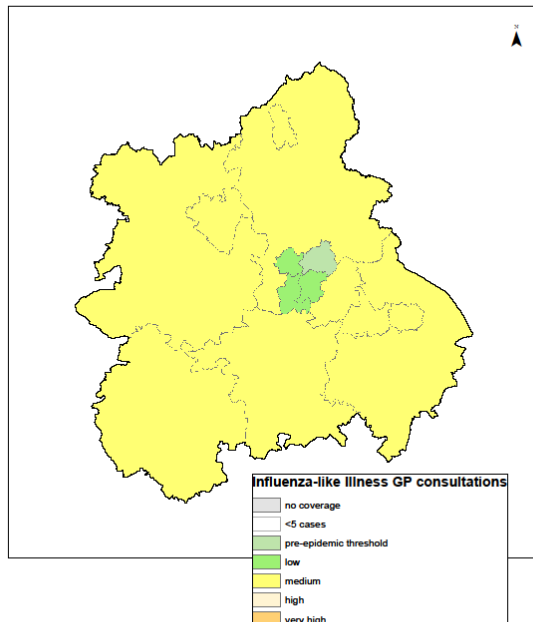 N
Influenza-like Illness GP consultations
no coverage
<5 cases
pre-epidemic threshold
low
medium
high
very high